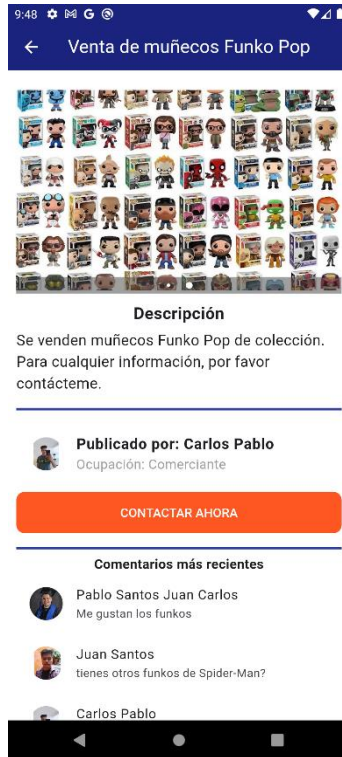 9:48
Venta de muñecos Funko Pop
Descripción
Se venden muñecos Funko Pop de colección.
Para cualquier información, por favor
contácteme.
Publicado por: Carlos Pablo
Ocupación: Comerciante
CONTACTAR AHORA
Comentarios más recientes
Pablo Santos Juan Carlos
Me gustan los funkos
Juan Santos
tienes otros funkos de Spider-Man?
Carlos Pablo